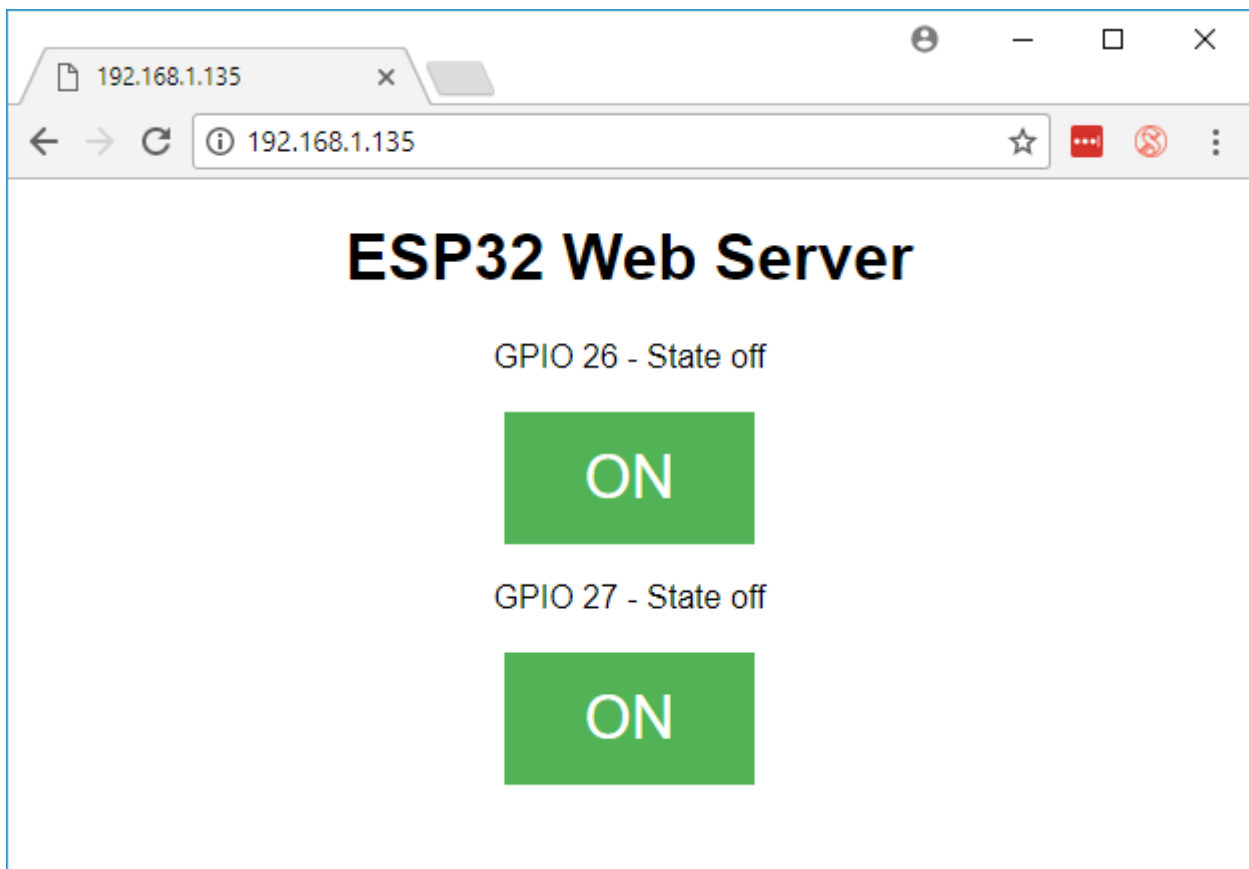 192.168.1.135
192.168.1.135
ESP32 Web Server
GPIO 26 - State off
ON
GPIO 27 - State off
ON